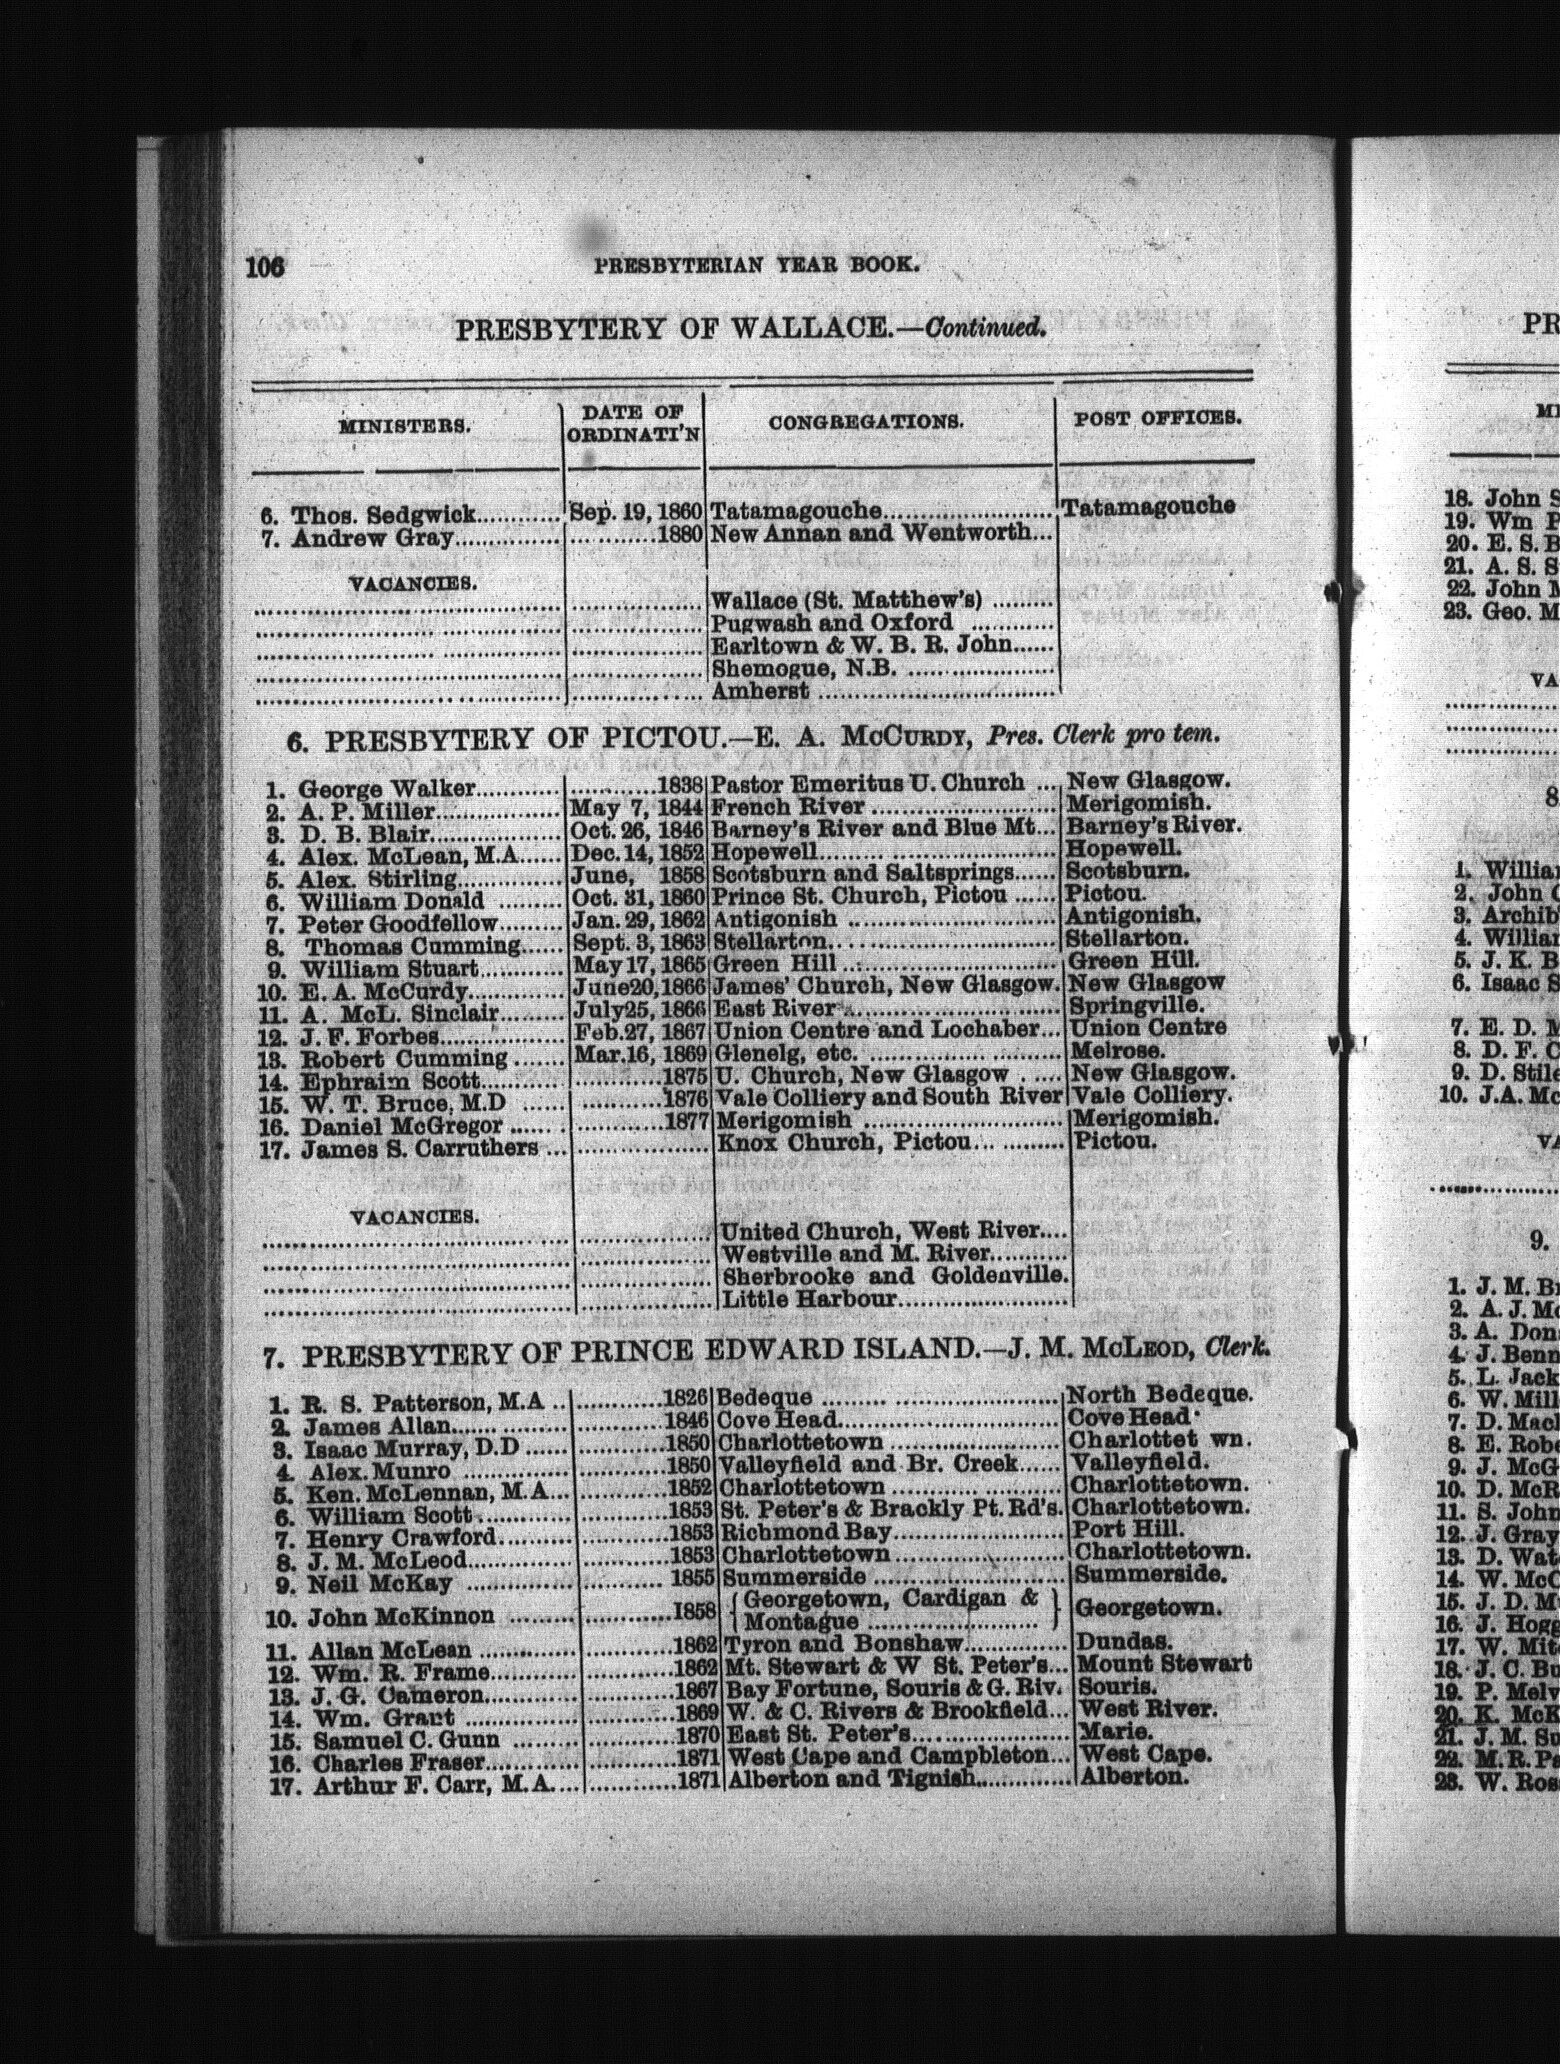 106
PRESBYTERIAN YEAR BOOK.
PRESBYTERY OF WALLACE.—Continued.
MINISTERS. DATE OF ORDINATI'N CONGREGATIONS. POST OFFICES.
6. Thos. Sedgwick........... Sep. 19, 1860 Tatamagouche...................... Tatamagouche
7. Andrew Gray.............. ...........1880 New Annan and Wentworth...
VACANCIES.
Wallace (St. Matthew's) ........
Pugwash and Oxford ...........
Earltown & W. B. R. John......
Shemogue, N.B. ...................
Amherst ..............................
6. PRESBYTERY OF PICTOU.—E. A. McCURDY, Pres. Clerk pro tem.
1. George Walker........... ...........1838 Pastor Emeritus U. Church ... New Glasgow.
2. A. P. Miller................ May 7, 1844 French River ........................ Merigomish.
3. D. B. Blair................. Oct. 26, 1846 Barney's River and Blue Mt... Barney's River.
4. Alex. McLean, M.A...... Dec. 14, 1852 Hopewell............................... Hopewell.
5. Alex. Stirling.............. June, 1858 Scotsburn and Saltsprings...... Scotsburn.
6. William Donald ......... Oct. 31, 1860 Prince St. Church, Pictou ...... Pictou.
7. Peter Goodfellow......... Jan. 29, 1862 Antigonish ........................... Antigonish.
8. Thomas Cumming...... Sept. 3, 1863 Stellarton.............................. Stellarton.
9. William Stuart............ May 17, 1865 Green Hill ............................ Green Hill.
10. E. A. McCurdy............. June20,1866 James' Church, New Glasgow. New Glasgow
11. A. McL. Sinclair......... July25, 1866 East River............................ Springville.
12. J. F. Forbes................. Feb.27, 1867 Union Centre and Lochaber... Union Centre
13. Robert Cumming ....... Mar.16, 1869 Glenelg, etc. ......................... Melrose.
14. Ephraim Scott............ ............1875 U. Church, New Glasgow . .... New Glasgow.
15. W. T. Bruce, M.D ...... ...........1876 Vale Colliery and South River Vale Colliery.
16. Daniel McGregor ....... ............1877 Merigomish .......................... Merigomish.
17. James S. Carruthers ... ................. Knox Church, Pictou... ......... Pictou.
VACANCIES.
United Church, West River....
Westville and M. River..........
Sherbrooke and Goldenville.
Little Harbour......................
7. PRESBYTERY OF PRINCE EDWARD ISLAND.—J. M. McLEOD, Clerk.
1. R. S. Patterson, M.A .. ............1826 Bedeque ......... .................... North Bedeque.
2. James Allan...... ......... ............1846 Cove Head............................. Cove Head
3. Isaac Murray, D.D ...... ............1850 Charlottetown ...................... Charlottet wn.
4. Alex. Munro .............. ............1850 Valleyfield and Br. Creek...... Valleyfield.
5. Ken. McLennan, M.A... ............1852 Charlottetown ........... .......... Charlottetown.
6. William Scott ............ ............1853 St. Peter's & Brackly Pt. Rd's. Charlottetown.
7. Henry Crawford.......... ............1853 Richmond Bay...................... Port Hill.
8. J. M. McLeod.............. ............1853 Charlottetown ...................... Charlottetown.
9. Neil McKay .............. ........... 1855 Summerside ......................... Summerside.
10. John McKinnon ......... ............1858 { Georgetown, Cardigan & Montague ....................... } Georgetown.
11. Allan McLean ............ ............1862 Tyron and Bonshaw.............. Dundas.
12. Wm. R. Frame............ ............1862 Mt. Stewart & W St. Peter's... Mount Stewart
13. J. G. Cameron............. ............1867 Bay Fortune, Souris & G. Riv. Souris.
14. Wm. Grant .............. ............1869 W. & C. Rivers & Brookfield... West River.
15. Samuel C. Gunn ......... ............1870 East St. Peter's.................... Marie.
16. Charles Fraser............. ............1871 West Cape and Campbleton... West Cape.
17. Arthur F. Carr, M.A.... ............1871 Alberton and Tignish............. Alberton.